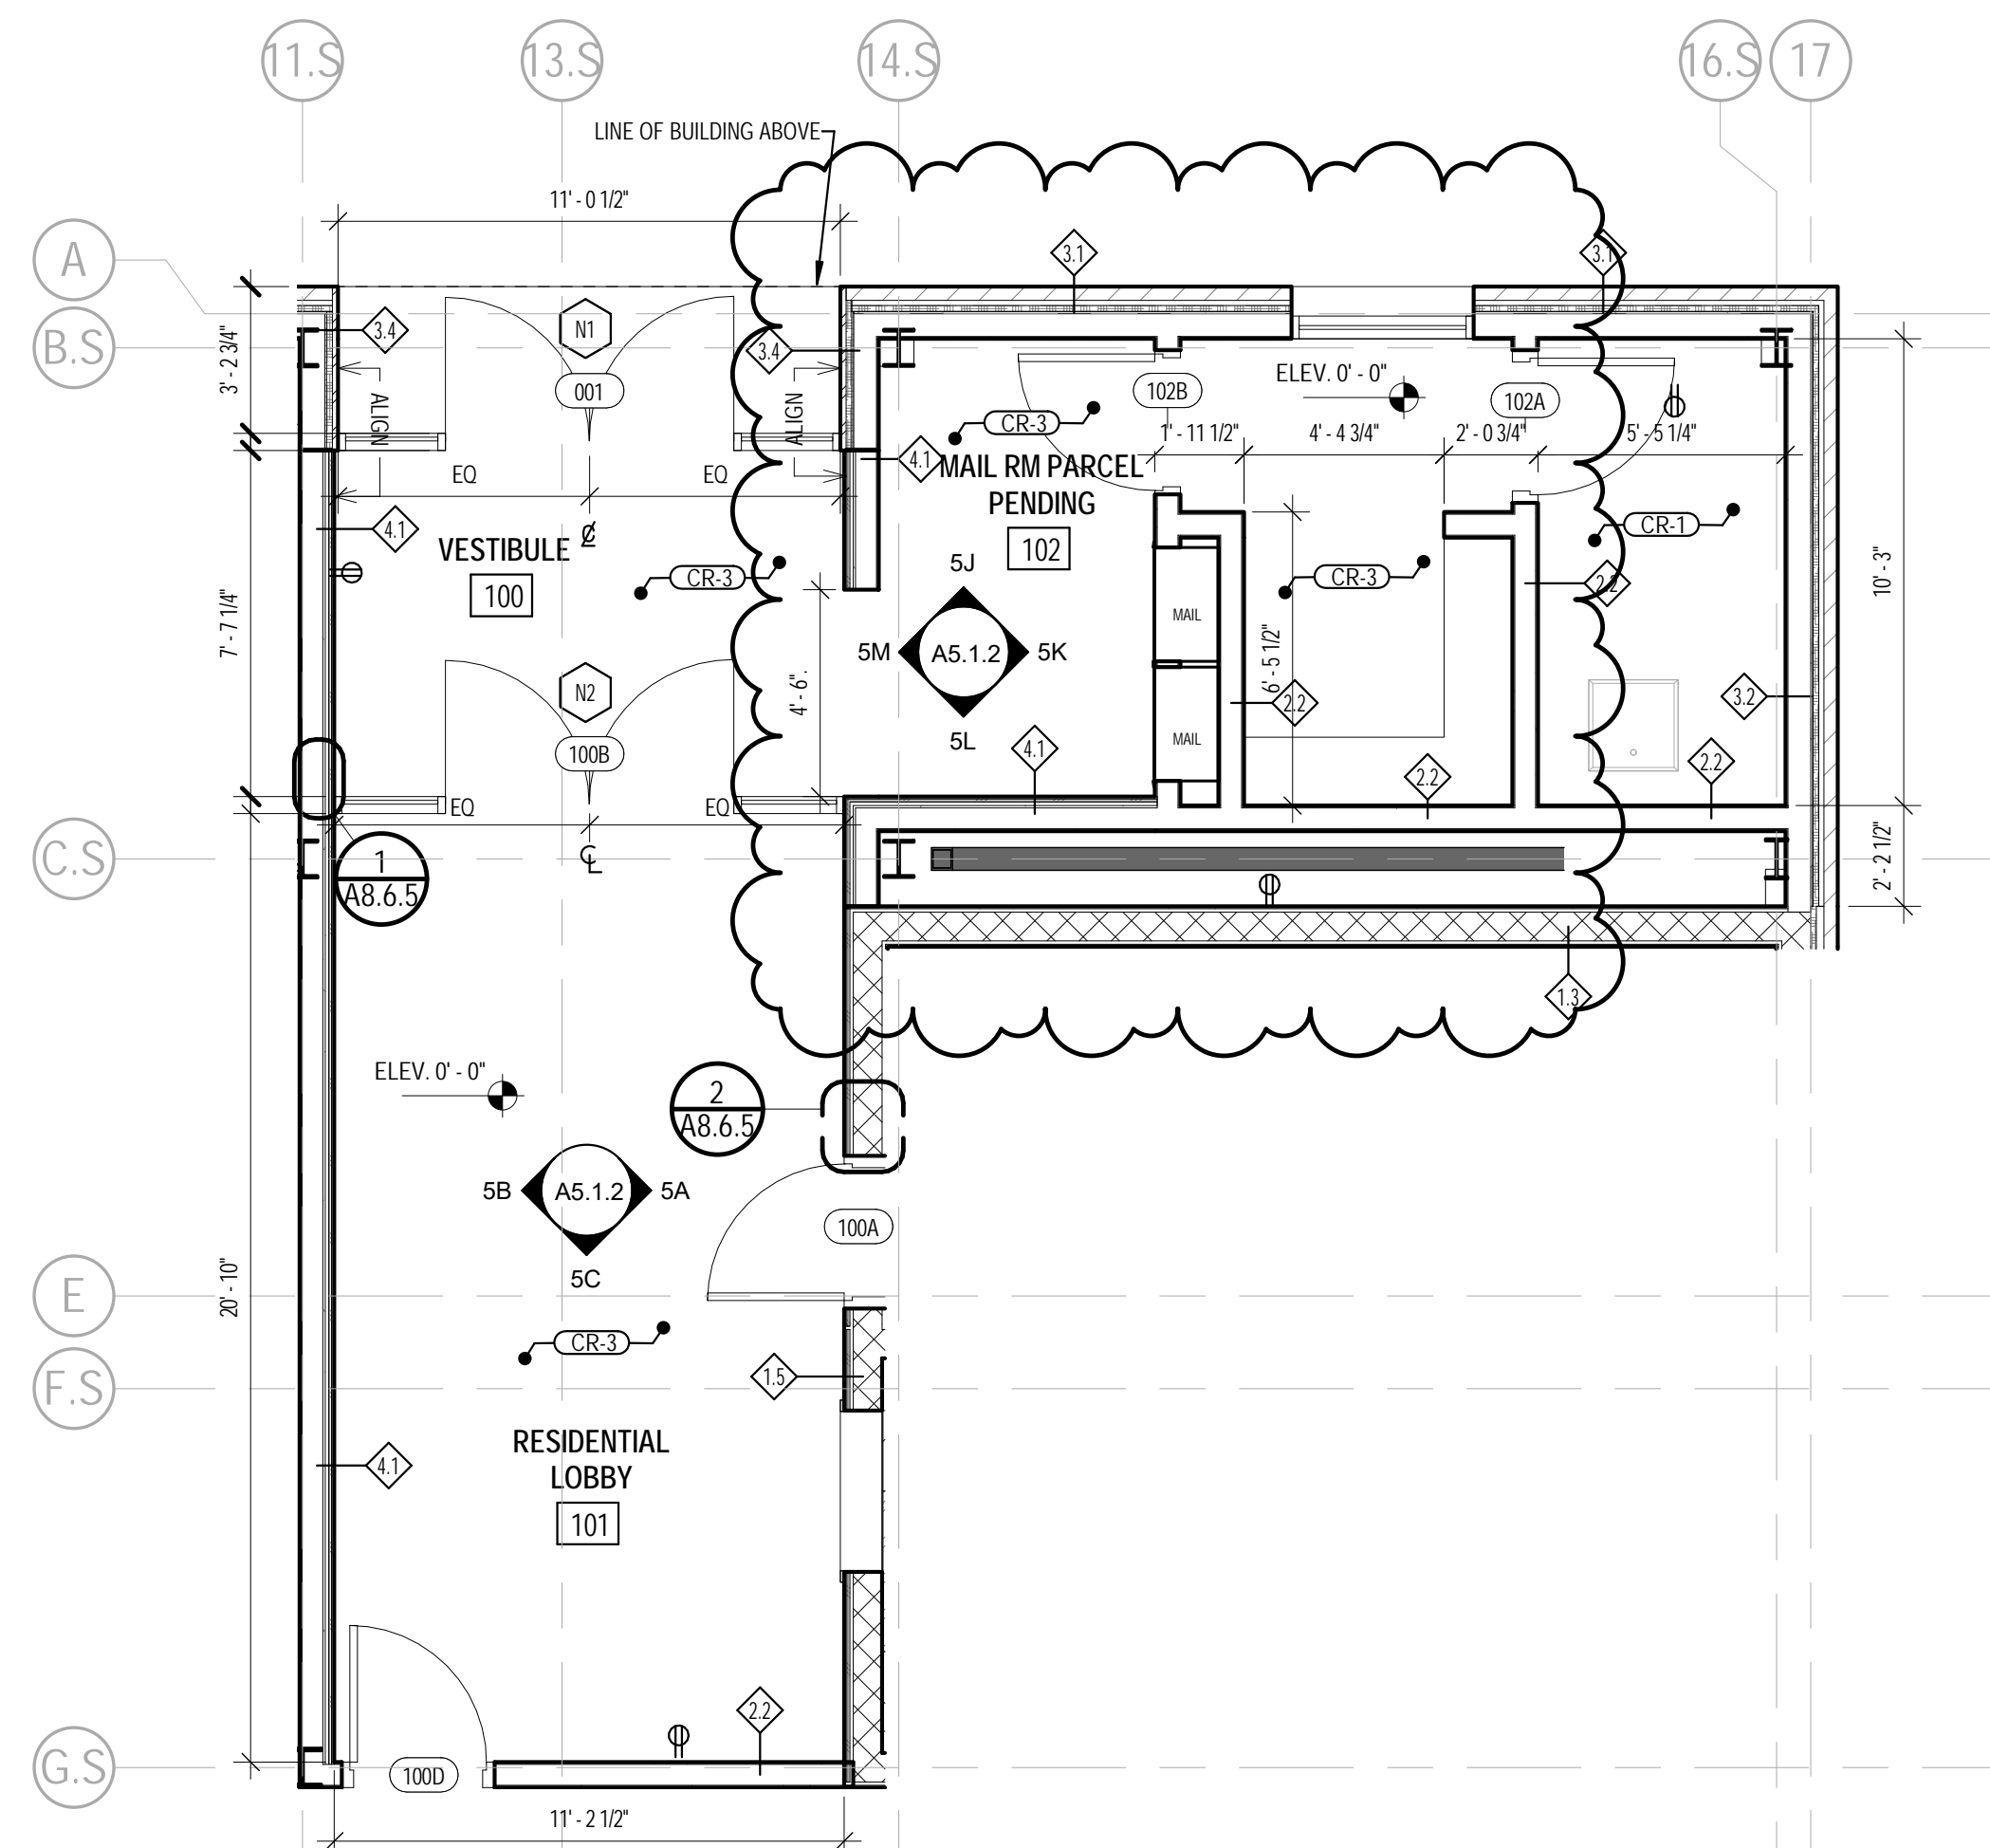 11.S
13.S
14.S
16.S
17
LINE OF BUILDING ABOVE
11' - 0 1/2"
A
B.S
3' - 2 3/4"
3.4
N1
001
ALIGN
ALIGN
3.4
3.1
3.1
ELEV. 0' - 0"
102B
102A
CR-3
1' - 11 1/2"
4' - 4 3/4"
2' - 0 3/4"
5' - 5 1/4"
EQ
EQ
4.1
MAIL RM PARCEL
PENDING
102
4.1
VESTIBULE
100
CR-3
CR-3
CR-1
2.2
10' - 3"
7' - 7 1/4"
5J
5M
A5.1.2
5K
5L
MAIL
MAIL
6' - 5 1/2"
2.2
3.2
N2
100B
4' - 6".
4.1
2.2
2.2
EQ
EQ
C.S
1
A8.6.5
2' - 2 1/2"
1.3
ELEV. 0' - 0"
2
A8.6.5
5B
A5.1.2
5A
5C
100A
E
20' - 10"
CR-3
F.S
1.5
RESIDENTIAL
LOBBY
101
4.1
2.2
G.S
100D
11' - 2 1/2"